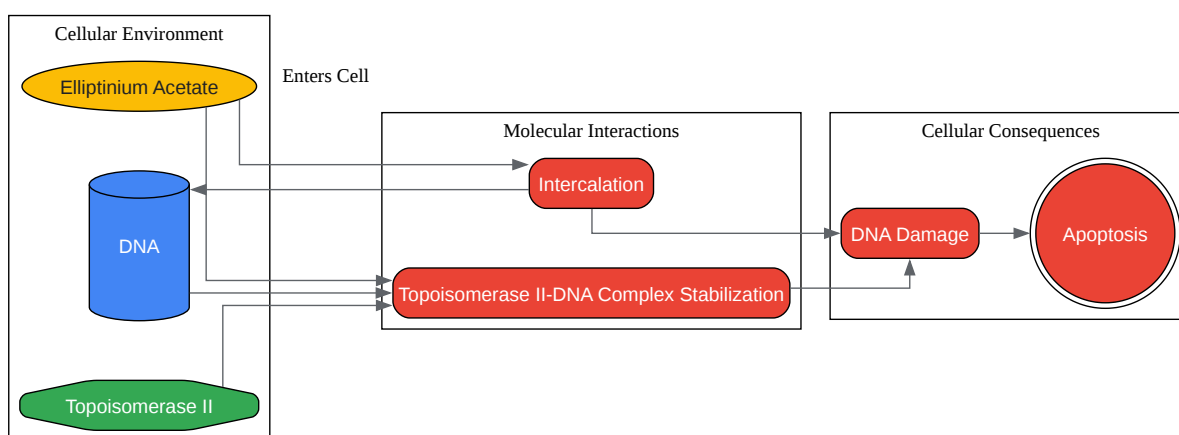 Cellular Environment
Elliptinium Acetate
Enters Cell
DNA
Topoisomerase II
Molecular Interactions
Intercalation
Topoisomerase II-DNA Complex Stabilization
Cellular Consequences
DNA Damage
Apoptosis